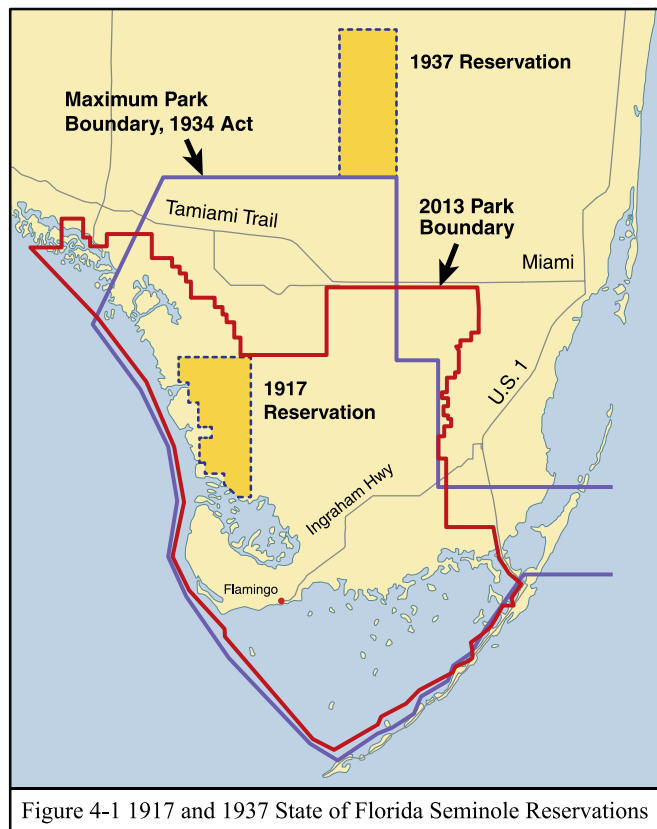 1937 Reservation
Maximum Park
Boundary, 1934 Act
Tamiami Trail
2013 Park
Boundary
Miami
1917
Reservation
U.S. 1
Ingraham Hwy
Flamingo
Figure 4-1 1917 and 1937 State of Florida Seminole Reservations